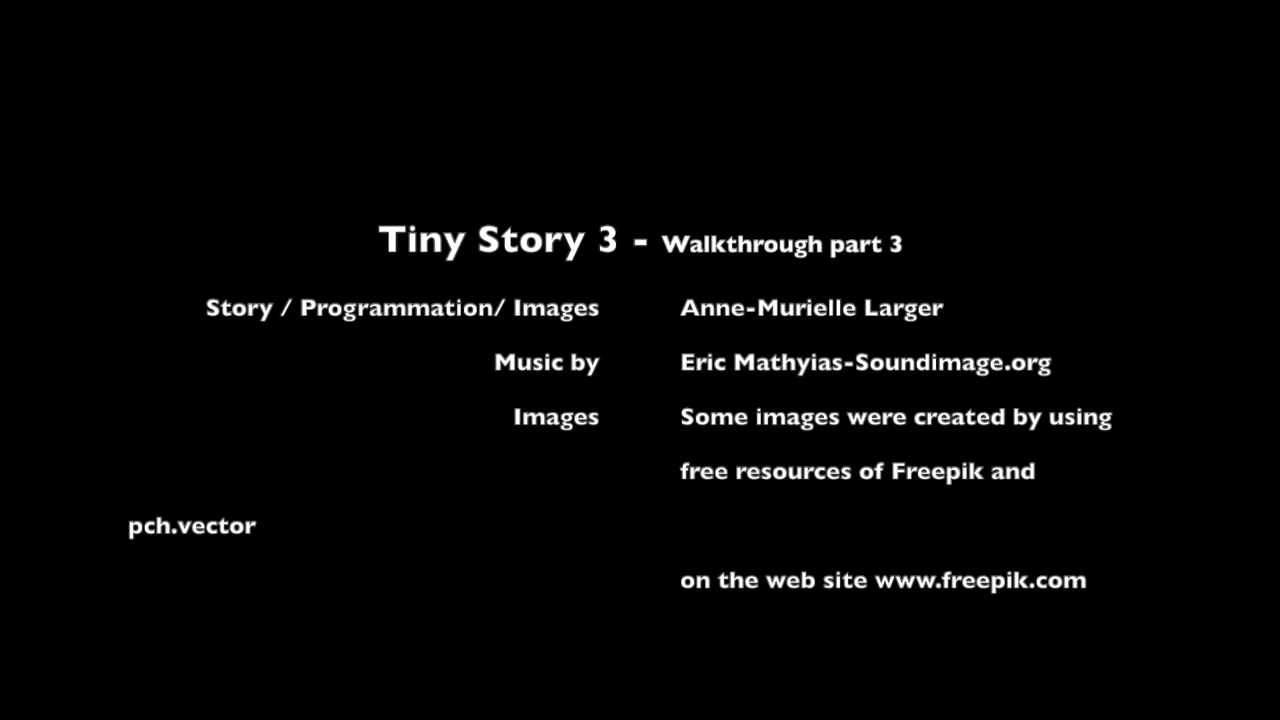 Tiny Story 3 - Walkthrough part 3
Story / Programmation/ Images Anne-Murielle Larger
Music by Eric Mathyias-Soundimage.org
Images Some images were created by using
free resources of Freepik and
pch.vector
on the web site www.freepik.com